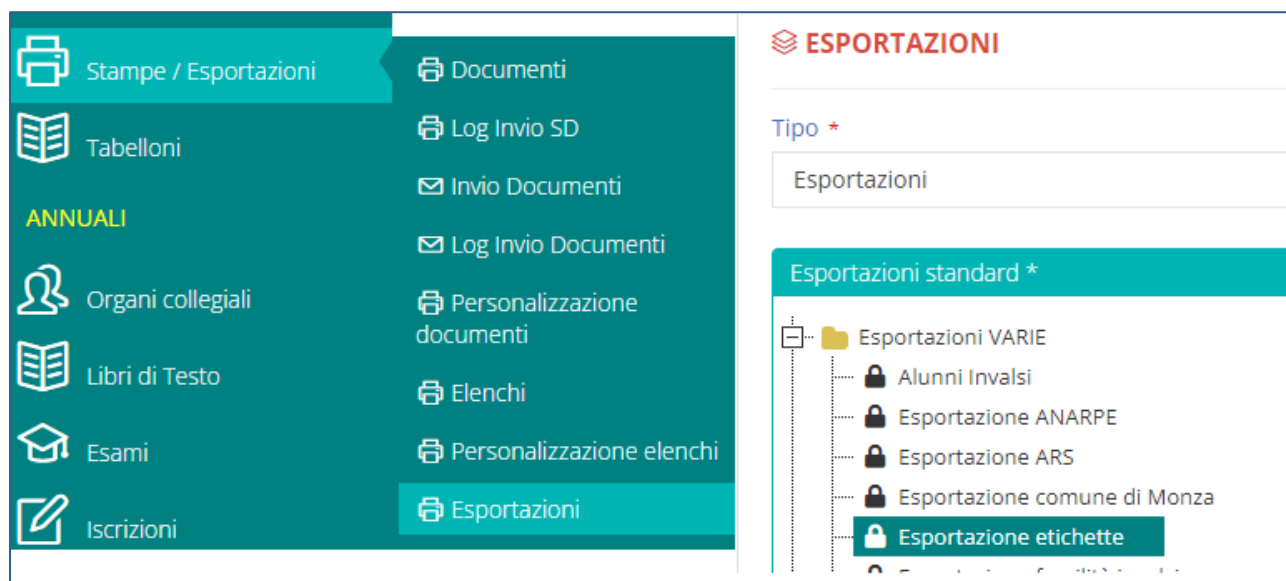 Stampe / Esportazioni
Tabelloni
ANNUALI
Organi collegiali
Libri di Testo
Esami
Iscrizioni
Documenti
Log Invio SD
Invio Documenti
Log Invio Documenti
Personalizzazione
documenti
Elenchi
Personalizzazione elenchi
Esportazioni
ESPORTAZIONI
Tipo *
Esportazioni
Esportazioni standard *
Esportazioni VARIE
Alunni Invalsi
Esportazione ANARPE
Esportazione ARS
Esportazione comune di Monza
Esportazione etichette